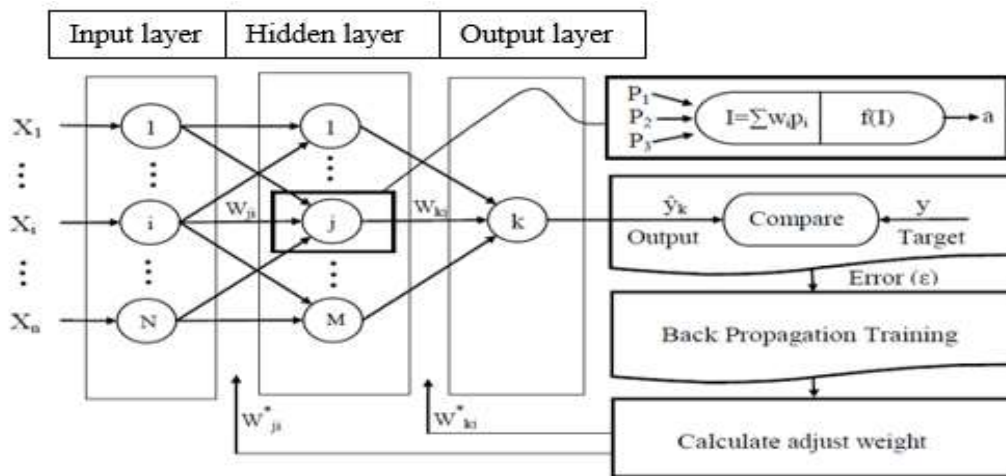 Input layer Hidden layer Output layer
X₁ 1 1
P₁
P₂
P₃
I=∑wᵢpᵢ f(I) a
Xᵢ i Wⱼᵢ j Wₖⱼ k
ŷₖ Compare y
Output Target
Error (ε)
Xₙ N M
Back Propagation Training
W*ⱼᵢ W*ₖⱼ
Calculate adjust weight